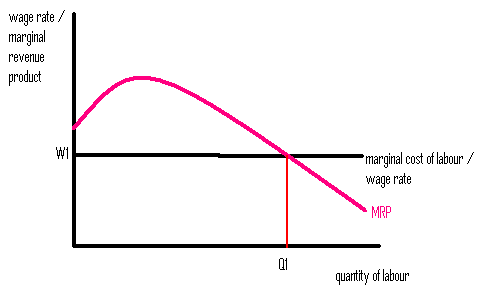 wage rate /
marginal
revenue
product
W1
marginal cost of labour /
wage rate
MRP
Q1
quantity of labour